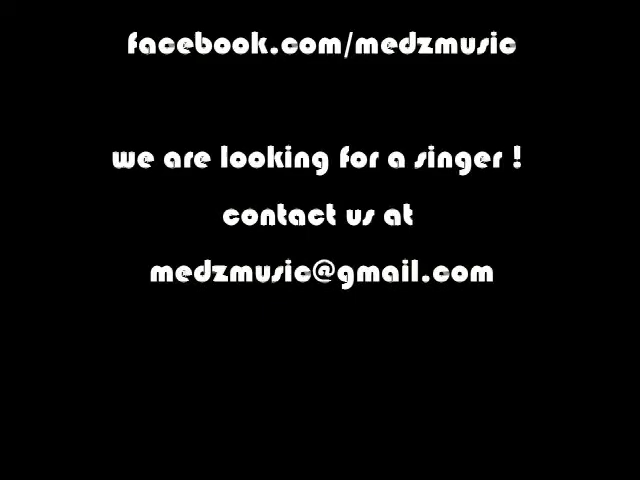 facebook.com/medzmusic
we are looking for a singer !
contact us at
medzmusic@gmail.com